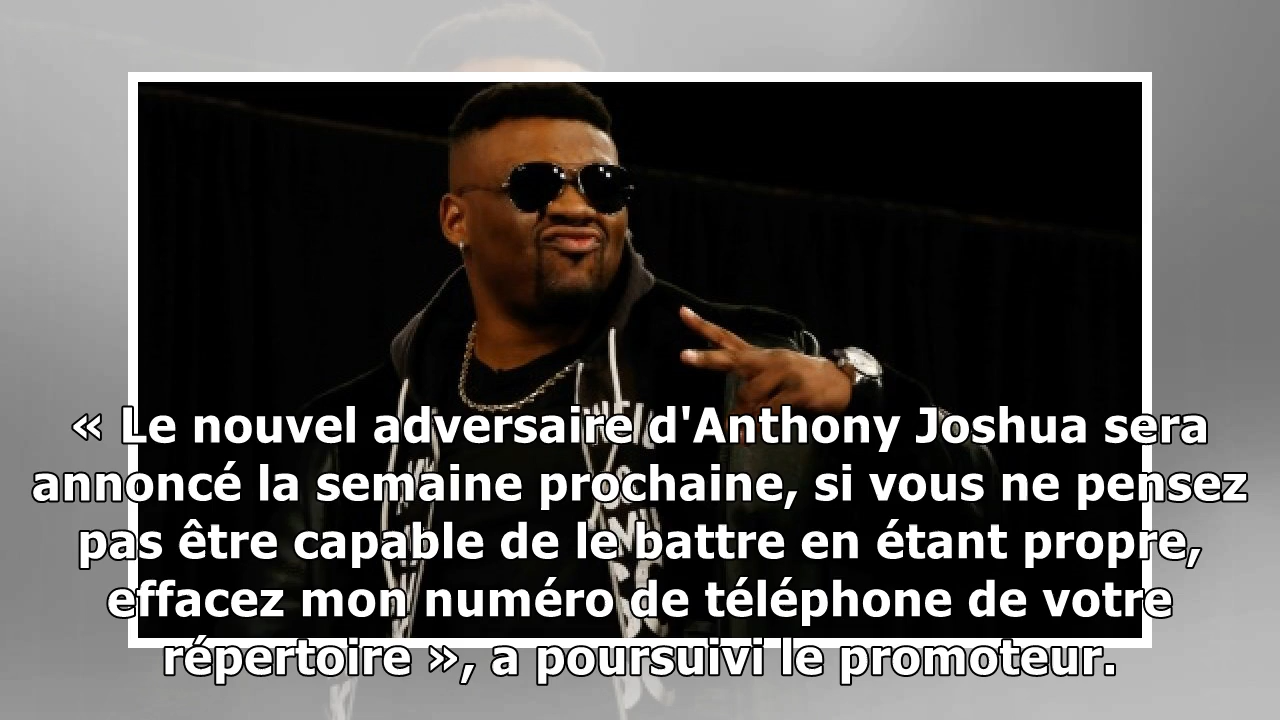 « Le nouvel adversaire d'Anthony Joshua sera
annoncé la semaine prochaine, si vous ne pensez
pas être capable de le battre en étant propre,
effacez mon numéro de téléphone de votre
répertoire », a poursuivi le promoteur.